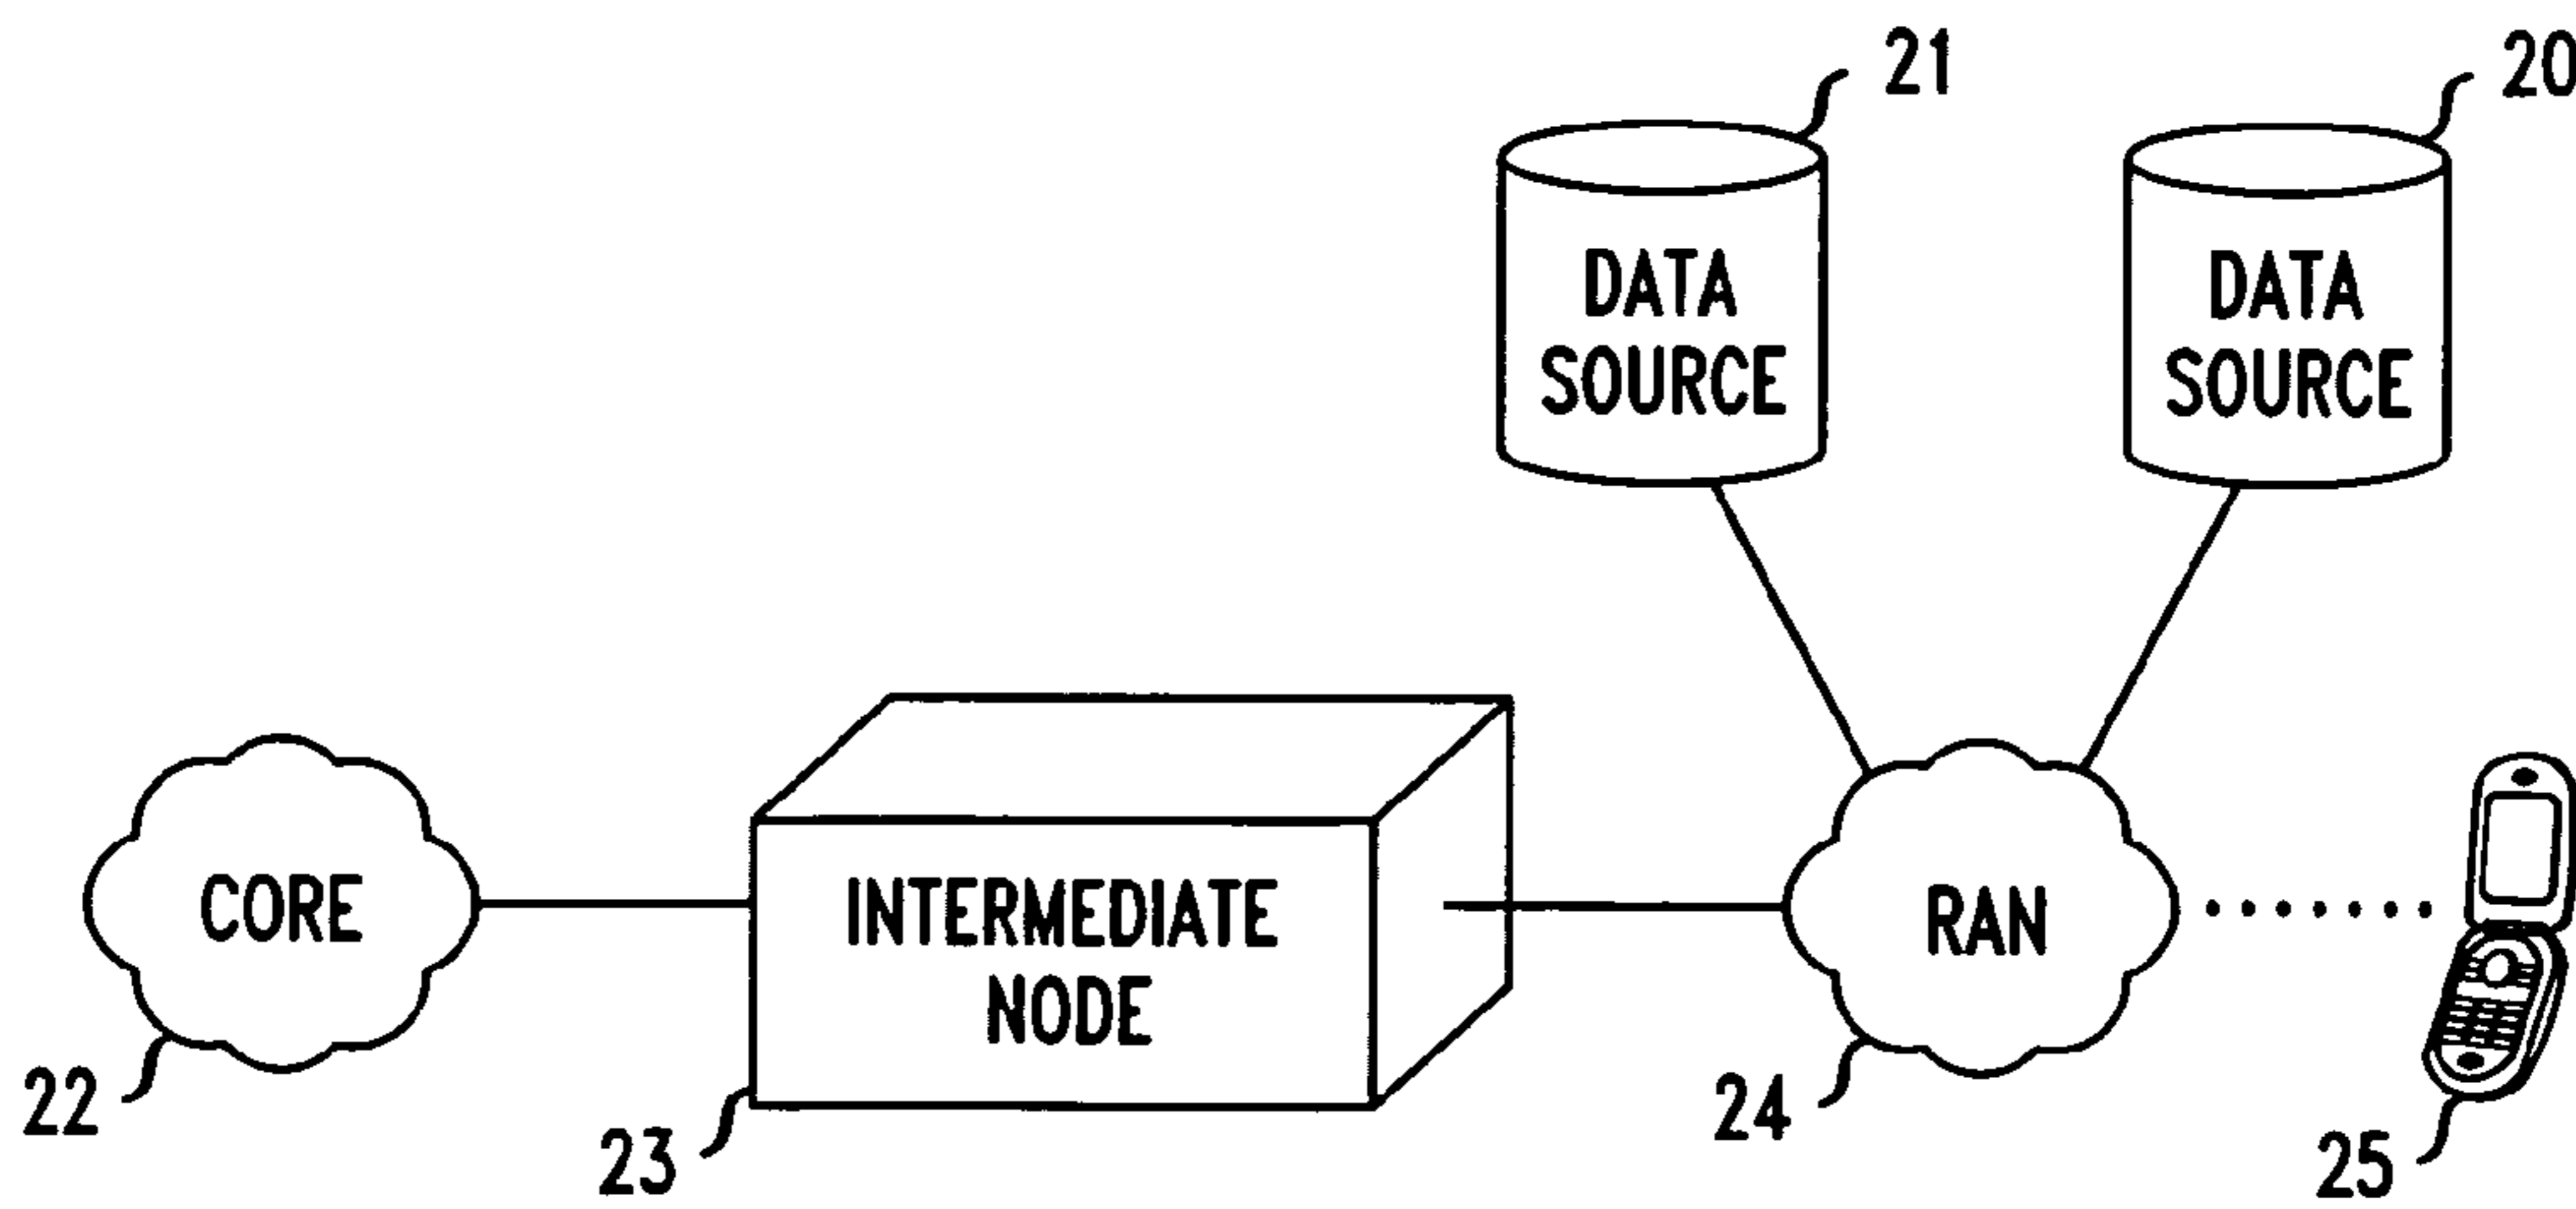 21
20
DATA
SOURCE
DATA
SOURCE
CORE
INTERMEDIATE
NODE
RAN
22
23
24
25